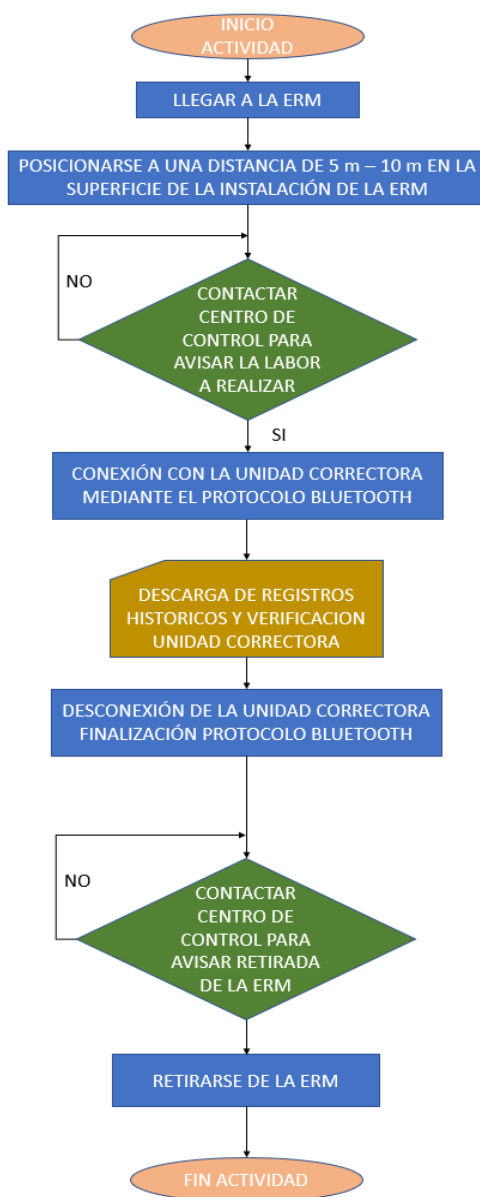 INICIO
ACTIVIDAD
LLEGAR A LA ERM
POSICIONARSE A UNA DISTANCIA DE 5 m – 10 m EN LA
SUPERFICIE DE LA INSTALACIÓN DE LA ERM
NO
CONTACTAR
CENTRO DE
CONTROL PARA
AVISAR LA LABOR
A REALIZAR
SI
CONEXIÓN CON LA UNIDAD CORRECTORA
MEDIANTE EL PROTOCOLO BLUETOOTH
DESCARGA DE REGISTROS
HISTORICOS Y VERIFICACION
UNIDAD CORRECTORA
DESCONEXIÓN DE LA UNIDAD CORRECTORA
FINALIZACIÓN PROTOCOLO BLUETOOTH
NO
CONTACTAR
CENTRO DE
CONTROL PARA
AVISAR RETIRADA
DE LA ERM
RETIRARSE DE LA ERM
FIN ACTIVIDAD